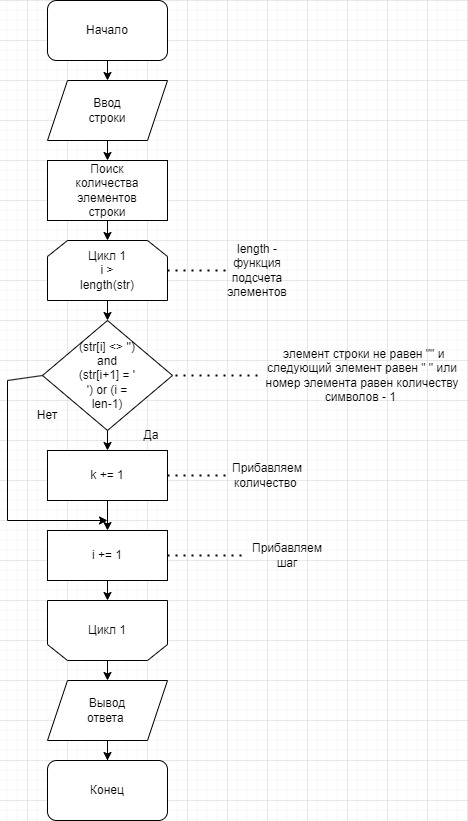 Начало
Ввод
строки
Поиск
количества
элементов
строки
Цикл 1
i >
length(str)
length -
функция
подсчета
элементов
(str[i] <> '')
and
(str[i+1] = '
') or (i =
len-1)
элемент строки не равен "" и
следующий элемент равен " " или
номер элемента равен количеству
символов - 1
Нет
Да
k += 1
Прибавляем
количество
i += 1
Прибавляем
шаг
Цикл 1
Вывод
ответа
Конец